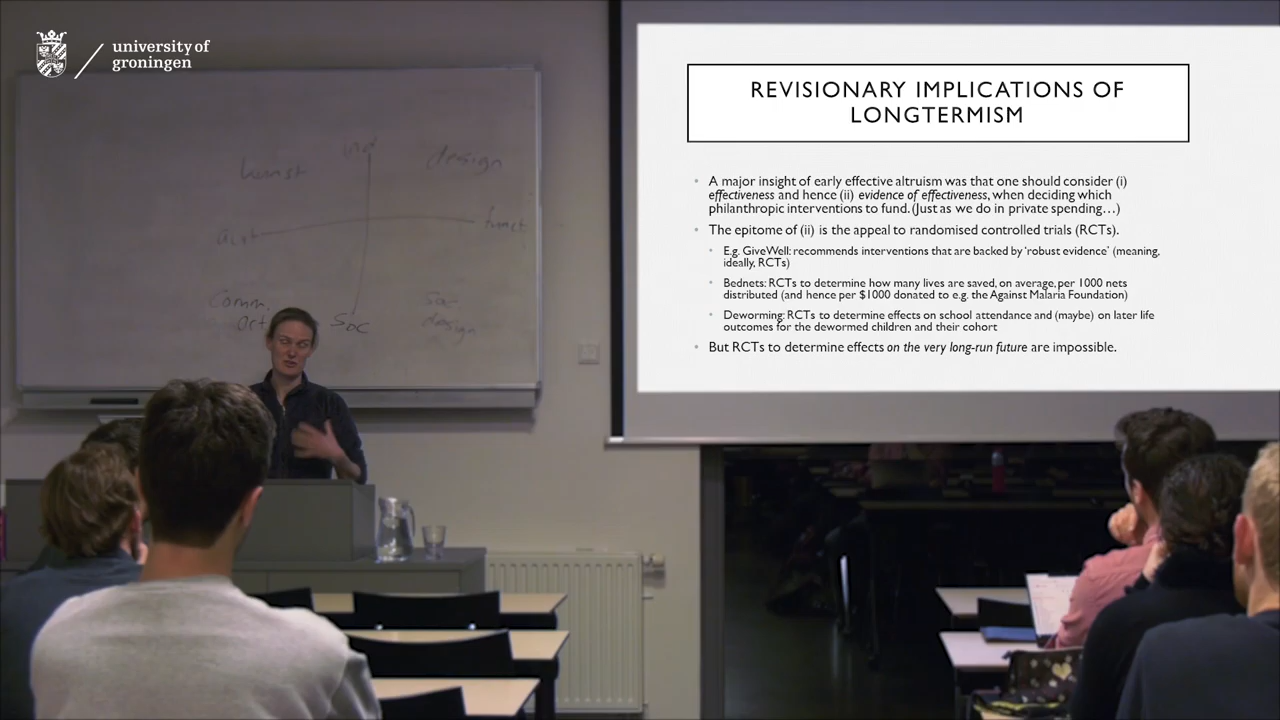 university of
groningen
REVISIONARY IMPLICATIONS OF
LONGTERMISM
• A major insight of early effective altruism was that one should consider (i)
effectiveness and hence (ii) evidence of effectiveness, when deciding which
philanthropic interventions to fund. (Just as we do in private spending…)
• The epitome of (ii) is the appeal to randomised controlled trials (RCTs).
• E.g. GiveWell: recommends interventions that are backed by ‘robust evidence’ (meaning,
ideally, RCTs)
• Bednets: RCTs to determine how many lives are saved, on average, per 1000 nets
distributed (and hence per $1000 donated to e.g. the Against Malaria Foundation)
• Deworming: RCTs to determine effects on school attendance and (maybe) on later life
outcomes for the dewormed children and their cohort
• But RCTs to determine effects on the very long-run future are impossible.
design
Comm.
Soc
design